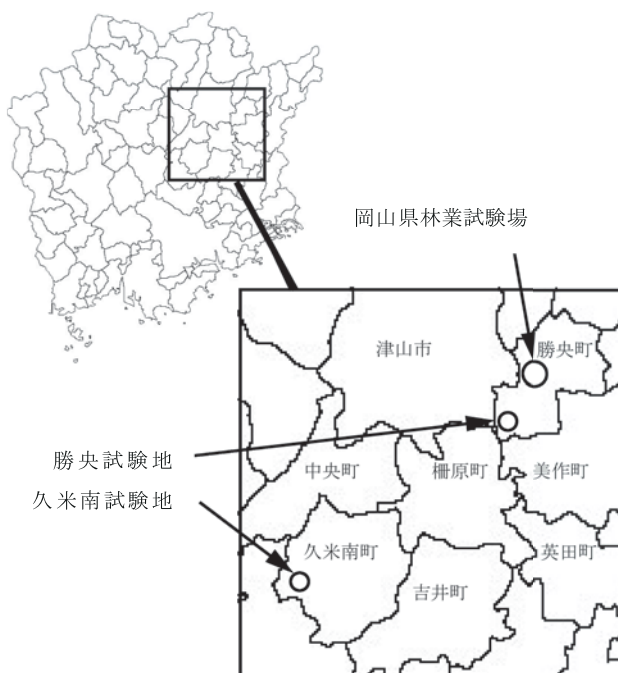 岡山県林業試験場
津山市
勝央町
勝央試験地
中央町
柵原町
美作町
久米南試験地
久米南町
英田町
吉井町